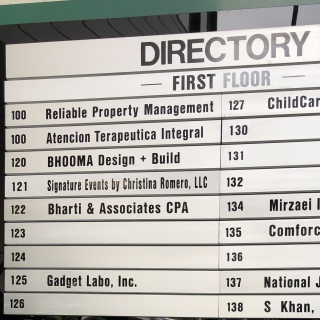 DIRECTORY
— FIRST FLOOR —
100 Reliable Property Management
100 Atencion Terapeutica Integral
120 BHOOMA Design + Build
121 Signature Events by Christina Romero, LLC
122 Bharti & Associates CPA
123
124
125 Gadget Labo, Inc.
126
127 ChildCar
130
131
132
134 Mirzaei
135 Comforc
136
137 National J
138 S Khan,